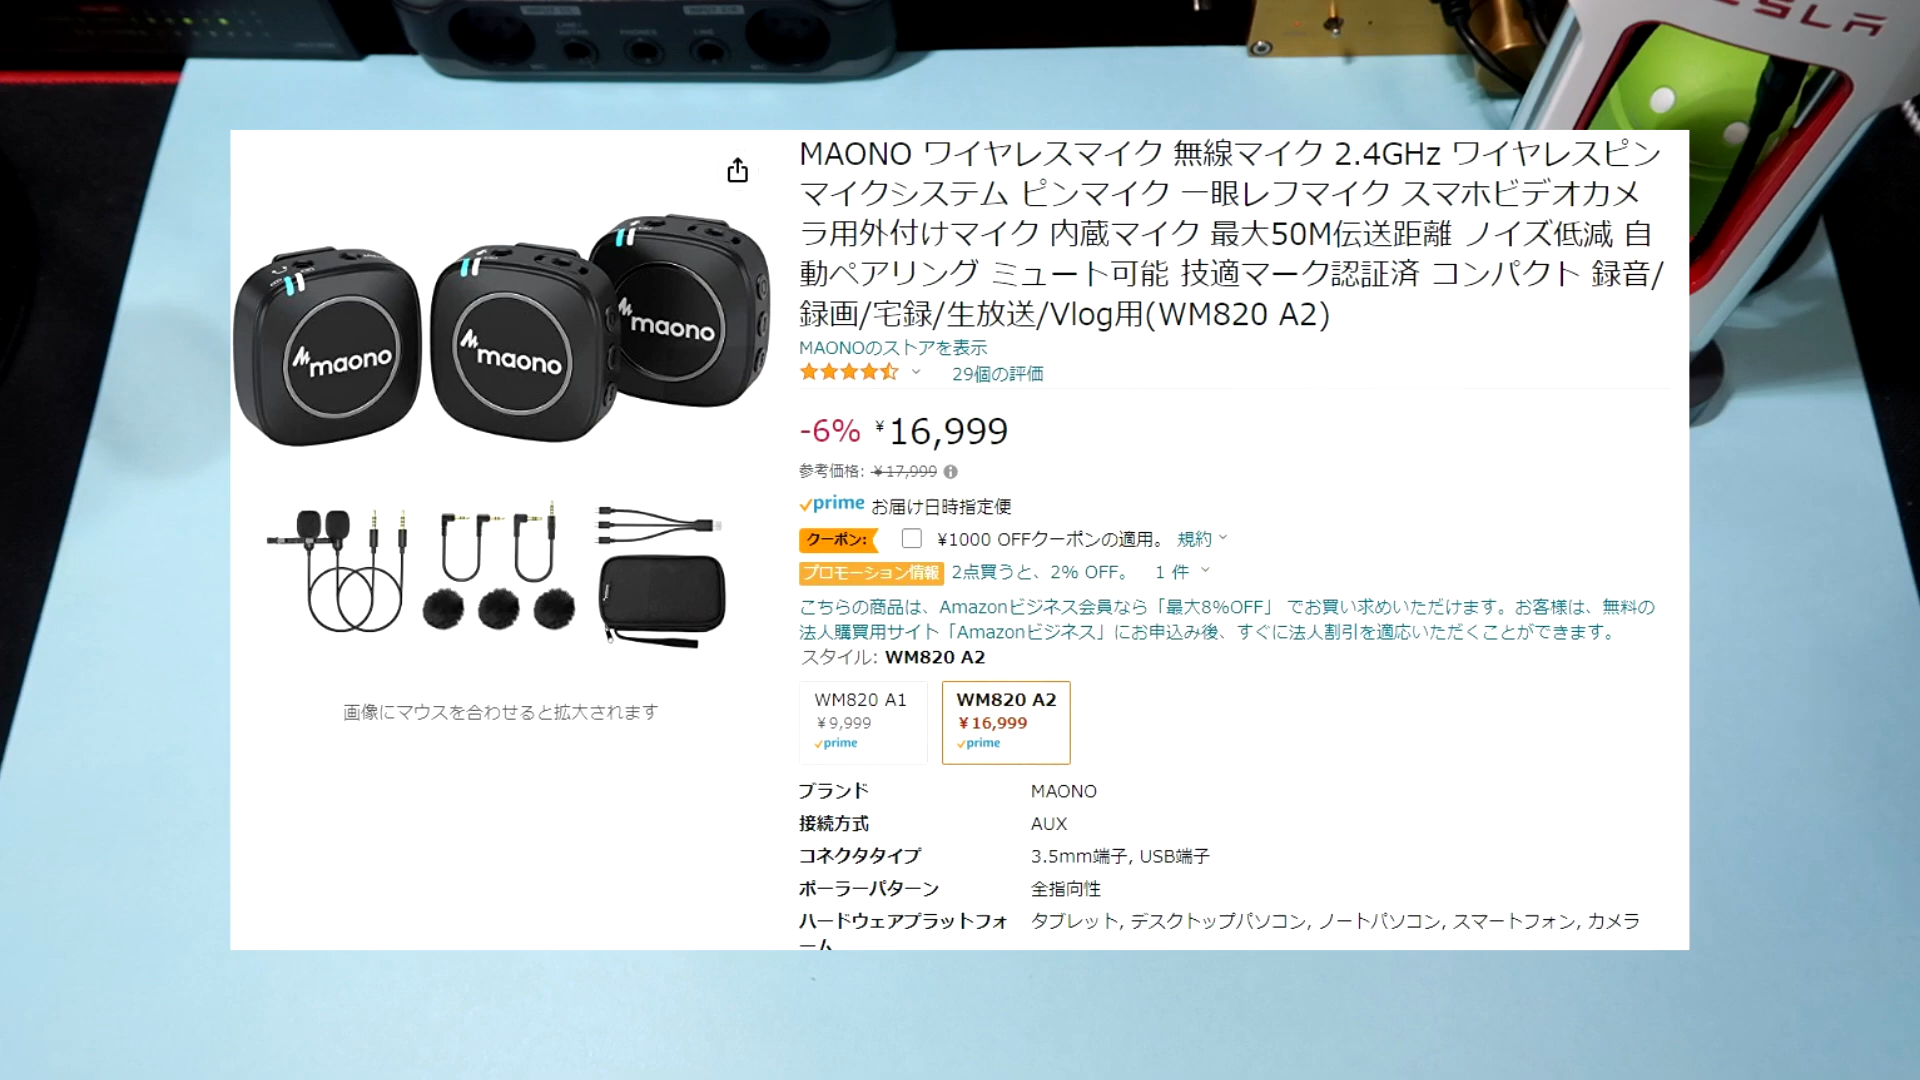 TESLA
MAONO ワイヤレスマイク 無線マイク 2.4GHz ワイヤレスピン
マイクシステム ピンマイク 一眼レフマイク スマホビデオカメ
ラ用外付けマイク 内蔵マイク 最大50M伝送距離 ノイズ低減 自
動ペアリング ミュート可能 技適マーク認証済 コンパクト 録音/
録画/宅録/生放送/Vlog用(WM820 A2)
MAONOのストアを表示
29個の評価
-6% ¥16,999
参考価格: ¥17,999
prime お届け日時指定便
クーポン: ¥1000 OFFクーポンの適用。 規約
プロモーション情報 2点買うと、2% OFF。 1 件
こちらの商品は、Amazonビジネス会員なら「最大8%OFF」 でお買い求めいただけます。お客様は、無料の
法人購買用サイト「Amazonビジネス」にお申込み後、すぐに法人割引を適応いただくことができます。
スタイル: WM820 A2
WM820 A1
¥9,999
prime
WM820 A2
¥16,999
prime
ブランド MAONO
接続方式 AUX
コネクタタイプ 3.5mm端子, USB端子
ポーラーパターン 全指向性
ハードウェアプラットフォ タブレット, デスクトップパソコン, ノートパソコン, スマートフォン, カメラ
ーム
maono
maono
maono
画像にマウスを合わせると拡大されます